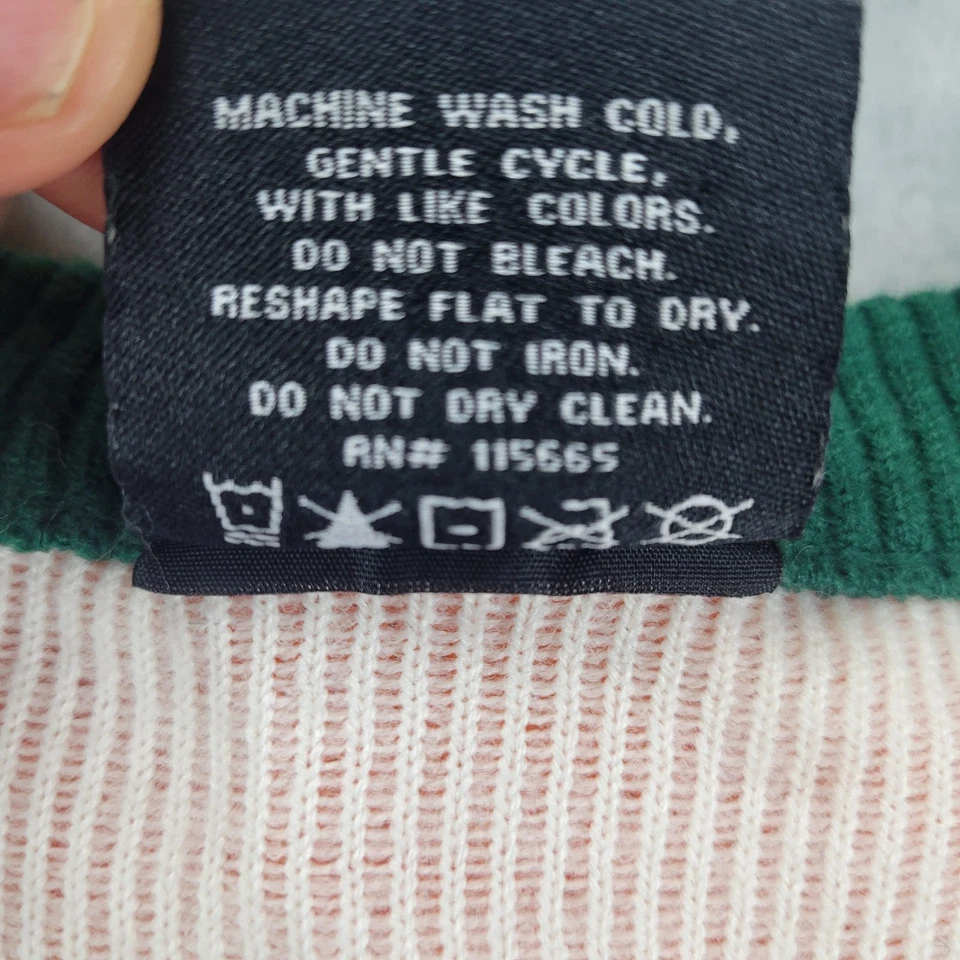 MACHINE WASH COLD,
GENTLE CYCLE,
WITH LIKE COLORS.
DO NOT BLEACH.
RESHAPE FLAT TO DRY.
DO NOT IRON.
DO NOT DRY CLEAN.
RN# 115665